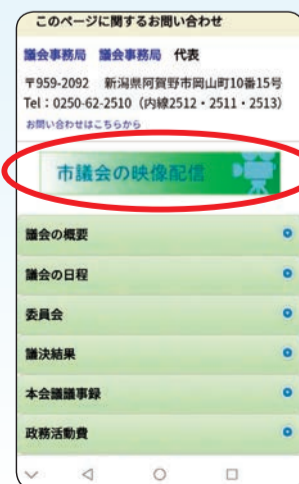 このページに関するお問い合わせ
議会事務局　議会事務局　代表
〒959-2092　新潟県阿賀野市岡山町10番15号
Tel：0250-62-2510（内線2512・2511・2513）
お問い合わせはこちらから
市議会の映像配信
議会の概要
議会の日程
委員会
議決結果
本会議議事録
政務活動費